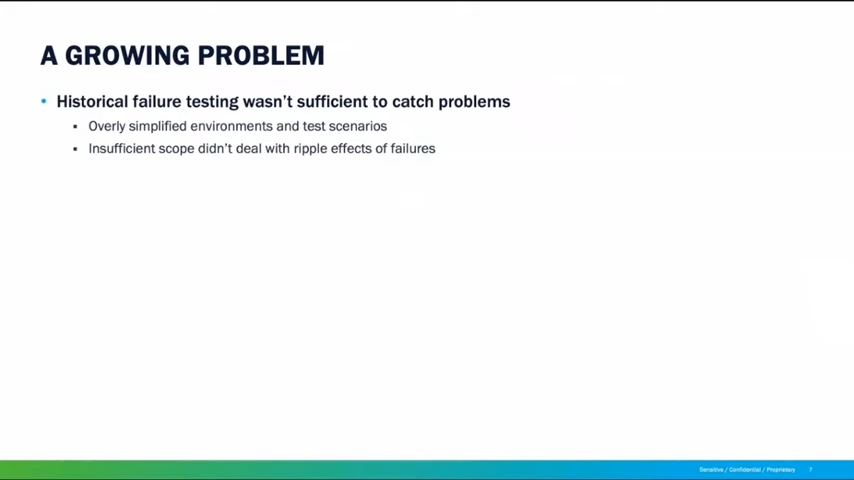 A GROWING PROBLEM
• Historical failure testing wasn't sufficient to catch problems
▪ Overly simplified environments and test scenarios
▪ Insufficient scope didn't deal with ripple effects of failures
Sensitive / Confidential / Proprietary 7